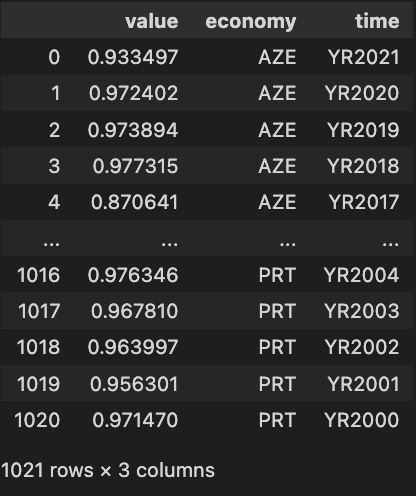 value economy time
0 0.933497 AZE YR2021
1 0.972402 AZE YR2020
2 0.973894 AZE YR2019
3 0.977315 AZE YR2018
4 0.870641 AZE YR2017
... ... ... ...
1016 0.976346 PRT YR2004
1017 0.967810 PRT YR2003
1018 0.963997 PRT YR2002
1019 0.956301 PRT YR2001
1020 0.971470 PRT YR2000
1021 rows × 3 columns